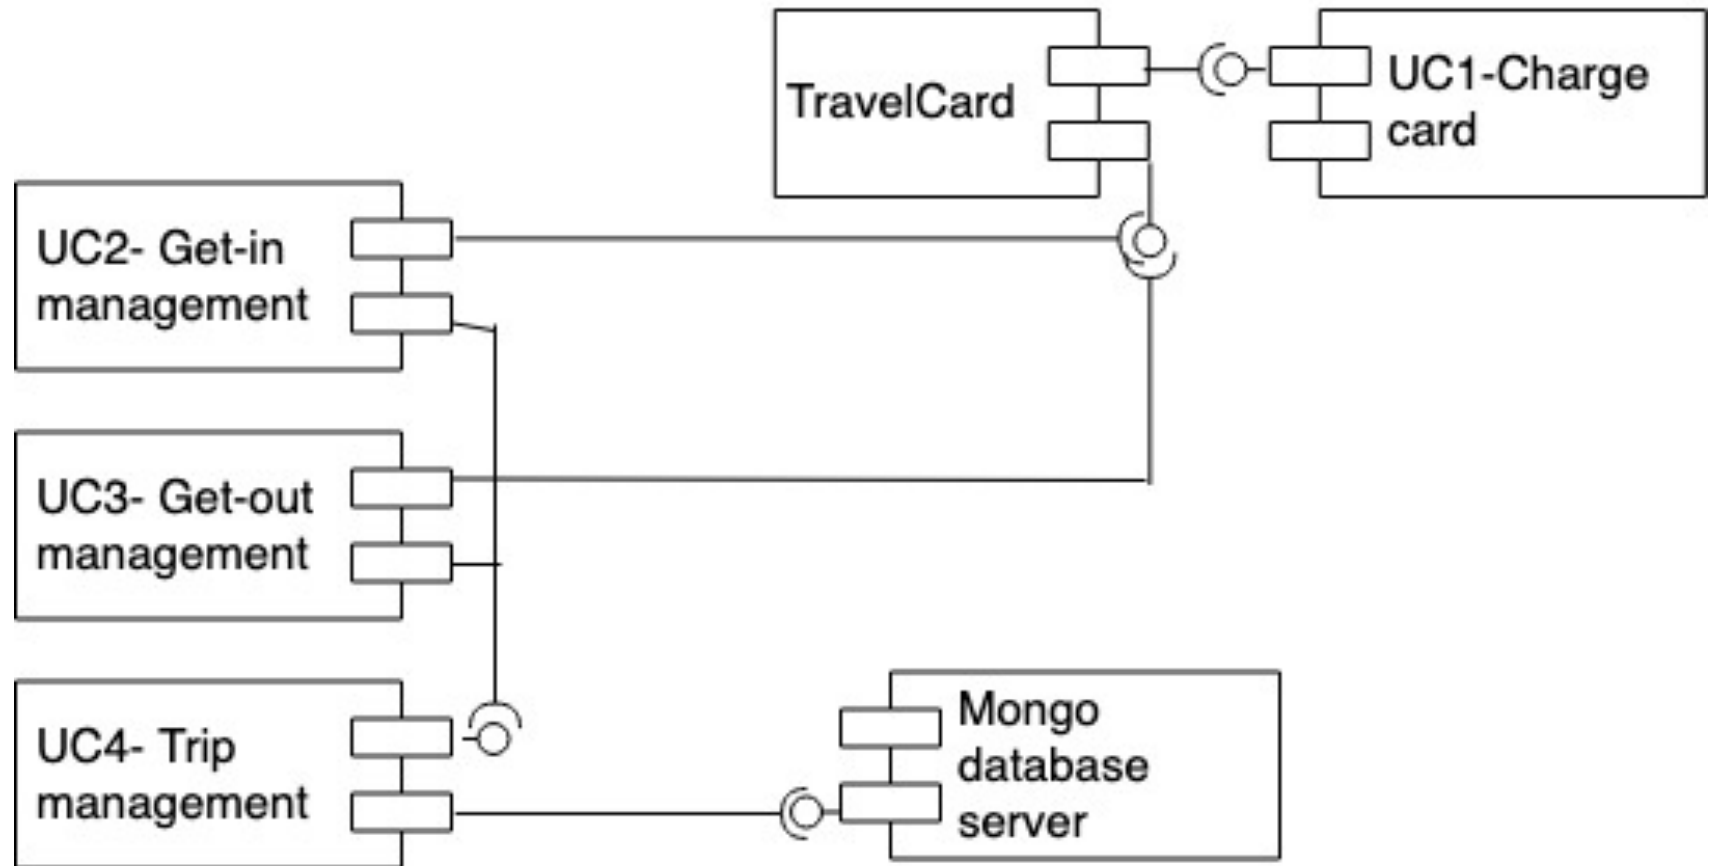 TravelCard
UC1-Charge
card
UC2- Get-in
management
UC3- Get-out
management
UC4- Trip
management
Mongo
database
server